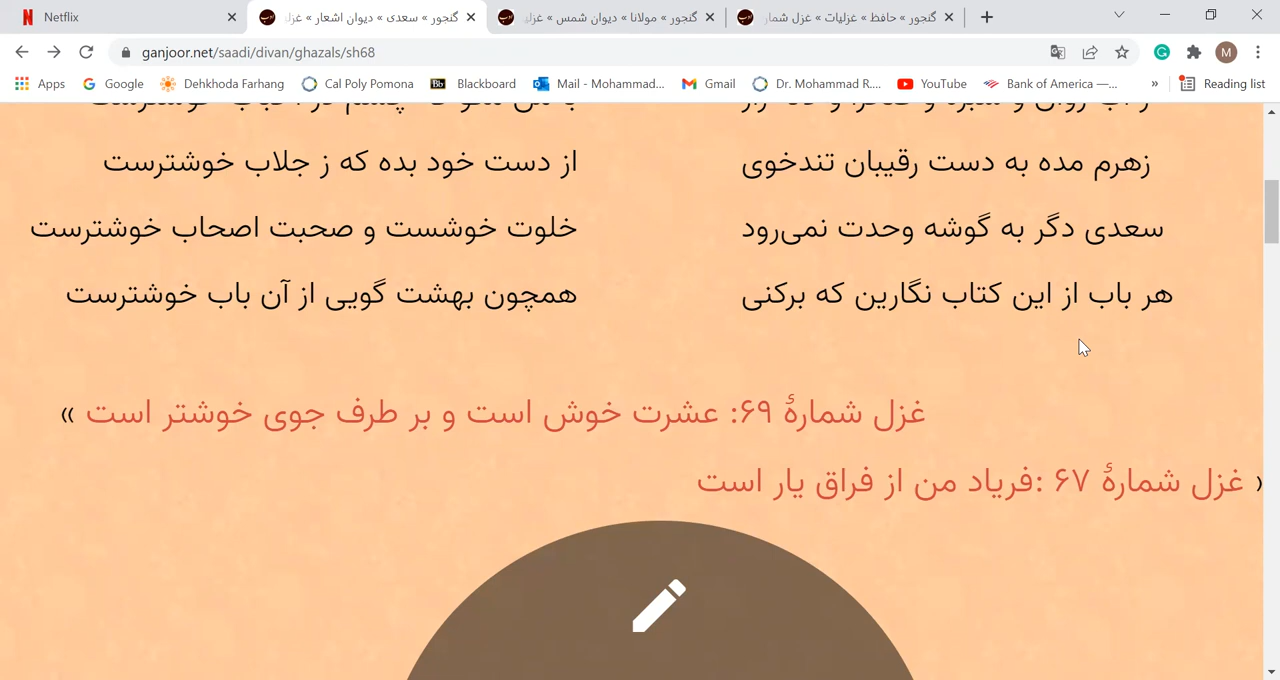 Netflix
گنجور » سعدی » دیوان اشعار » غزل
گنجور » مولانا » دیوان شمس » غزل
گنجور » حافظ » غزلیات » غزل شمار
ganjoor.net/saadi/divan/ghazals/sh68
M
Apps Google Dehkhoda Farhang Cal Poly Pomona Bb Blackboard Mail - Mohammad... Gmail Dr. Mohammad R.... YouTube Bank of America —... » Reading list
زهرم مده به دست رقیبان تندخوی از دست خود بده که ز جلاب خوشترست
سعدی دگر به گوشه وحدت نمی‌رود خلوت خوشست و صحبت اصحاب خوشترست
هر باب از این کتاب نگارین که برکنی همچون بهشت گویی از آن باب خوشترست
غزل شمارهٔ ۶۹: عشرت خوش است و بر طرف جوی خوشتر است »
« غزل شمارهٔ ۶۷ :فریاد من از فراق یار است